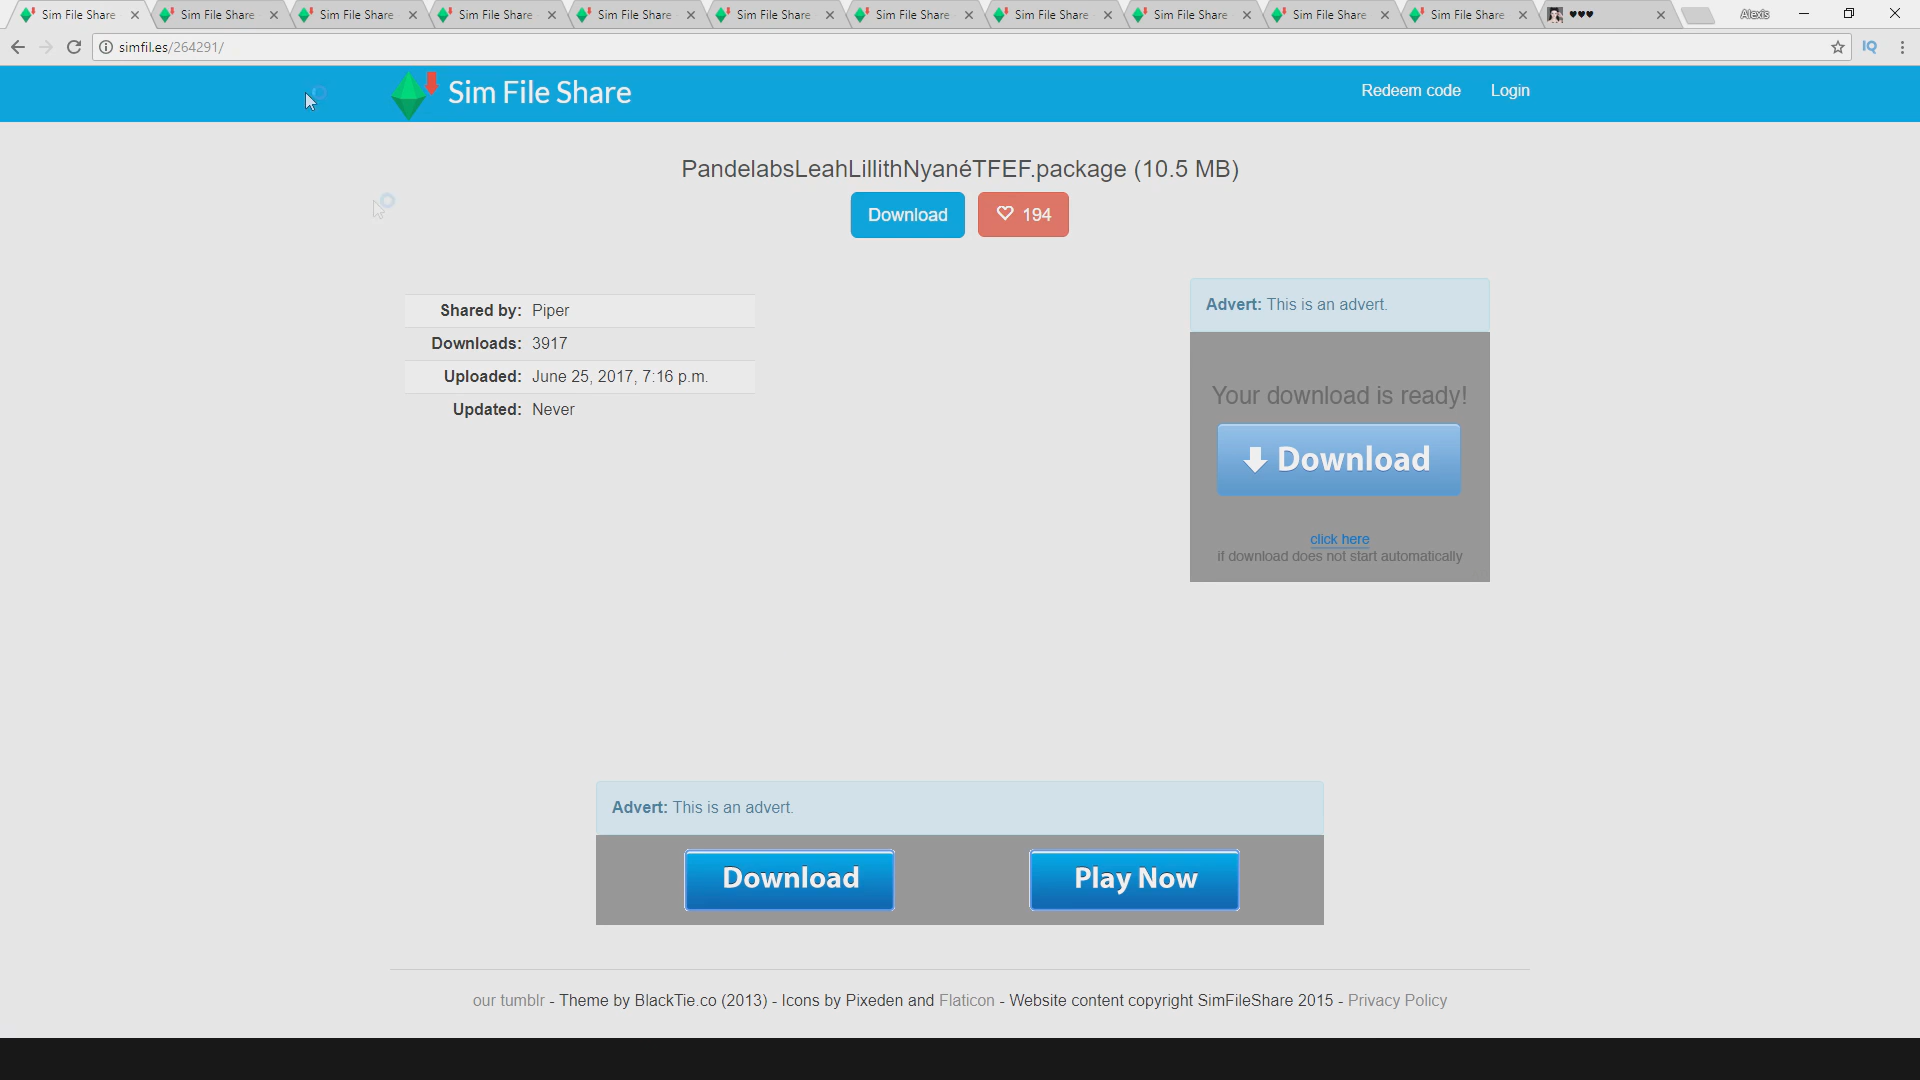 Sim File Share
Sim File Share
Sim File Share
Sim File Share
Sim File Share
Sim File Share
Sim File Share
Sim File Share
Sim File Share
Sim File Share
Sim File Share
♥♥♥
Alexis
simfil.es/264291/
IQ
Sim File Share
Redeem code
Login
PandelabsLeahLillithNyanéTFEF.package (10.5 MB)
Download
194
Shared by: Piper
Downloads: 3917
Uploaded: June 25, 2017, 7:16 p.m.
Updated: Never
Advert: This is an advert.
Your download is ready!
Download
click here
if download does not start automatically
Advert: This is an advert.
Download
Play Now
our tumblr - Theme by BlackTie.co (2013) - Icons by Pixeden and Flaticon - Website content copyright SimFileShare 2015 - Privacy Policy